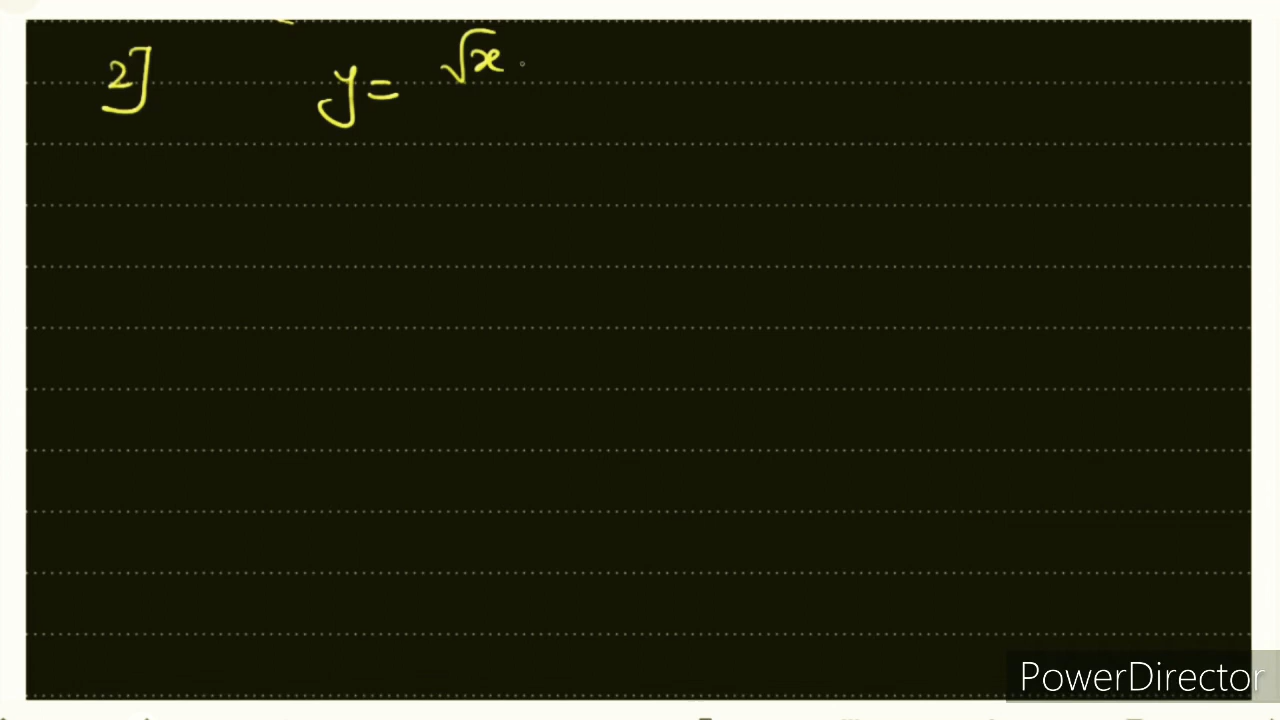 2] y = √x
PowerDirector